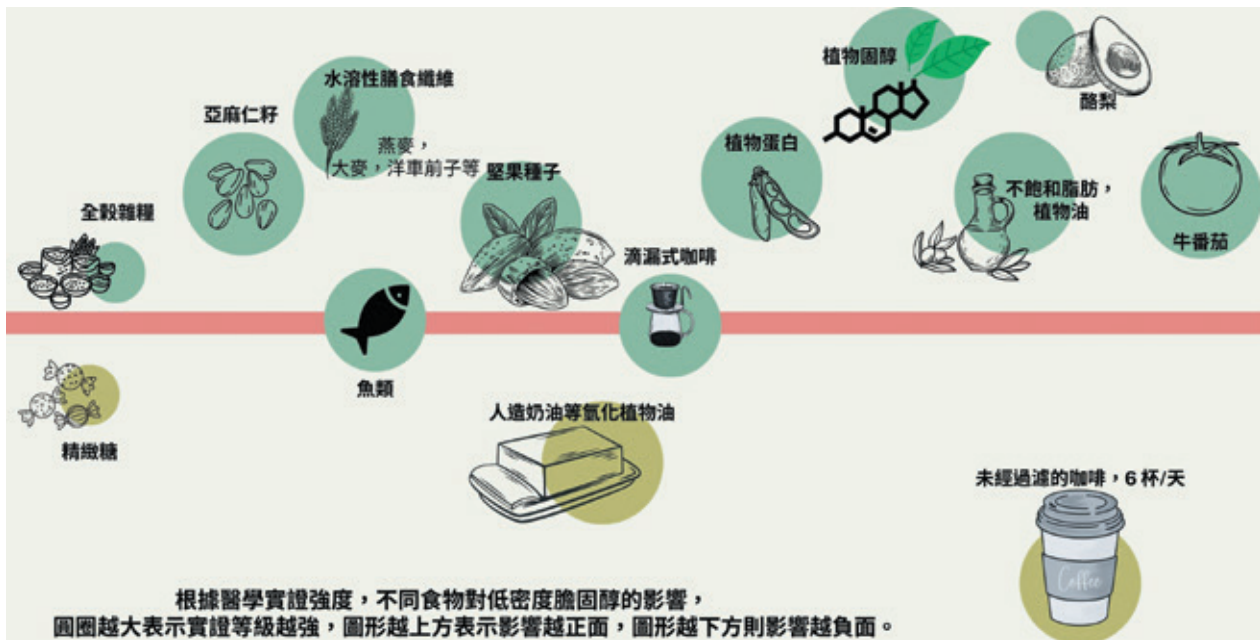 植物固醇
水溶性膳食纖維
酪梨
亞麻仁籽
燕麥，
大麥，洋車前子等
植物蛋白
堅果種子
不飽和脂肪，
植物油
全穀雜糧
牛番茄
滴漏式咖啡
魚類
人造奶油等氫化植物油
精緻糖
未經過濾的咖啡，6 杯/天
Coffee
根據醫學實證強度，不同食物對低密度膽固醇的影響，
圓圈越大表示實證等級越強，圖形越上方表示影響越正面，圖形越下方則影響越負面。